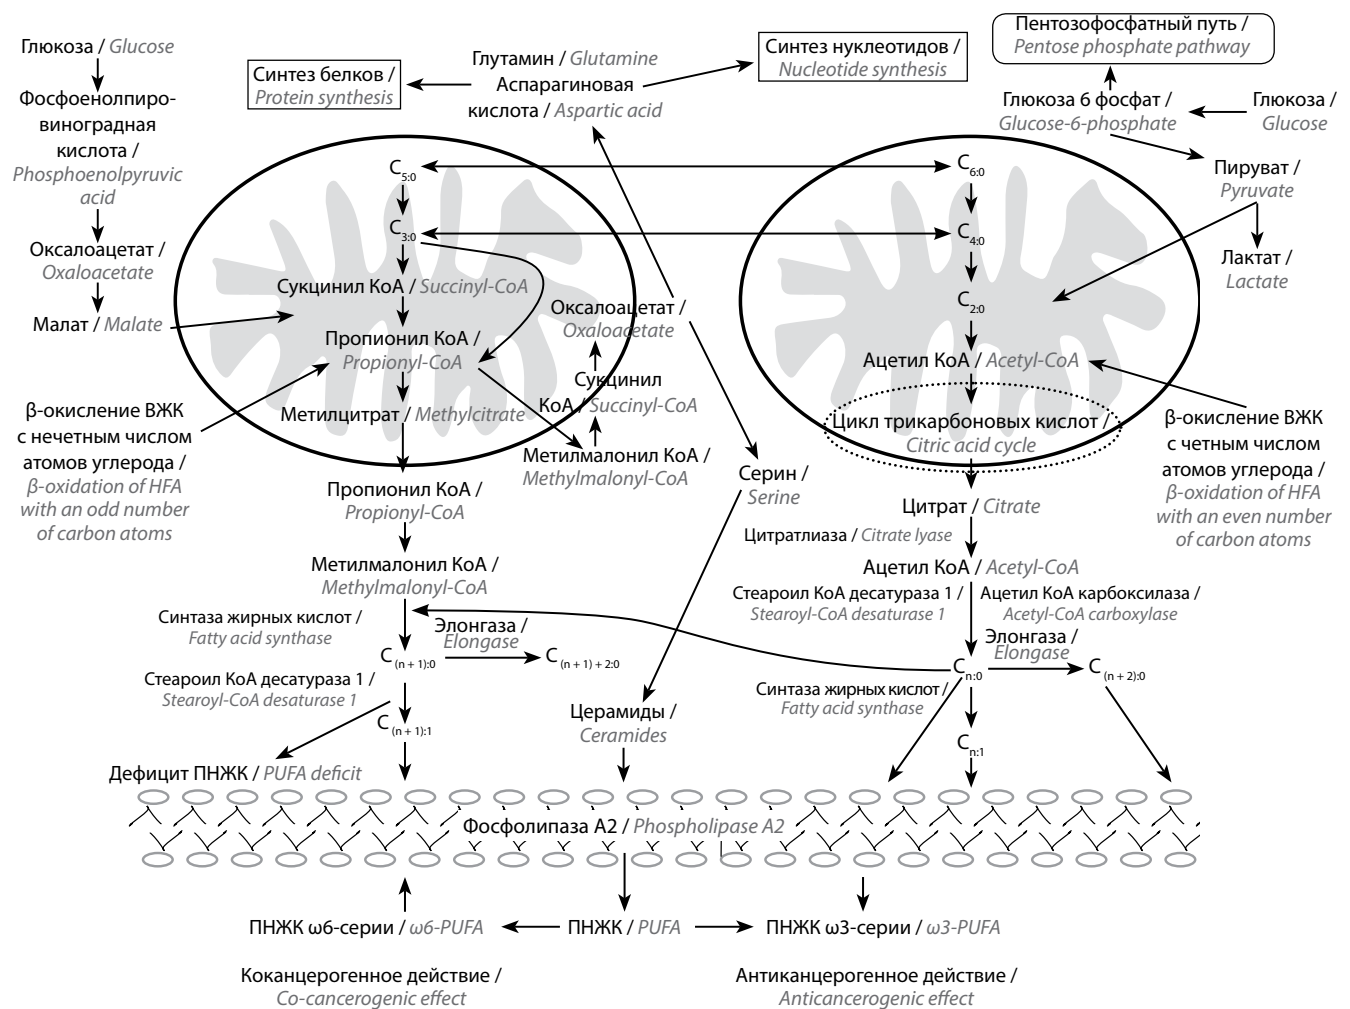 Глюкоза / Glucose
Фосфоенолпиро-
виноградная
кислота /
Phosphoenolpyruvic
acid
Оксалоацетат /
Oxaloacetate
Малат / Malate
β-окисление ВЖК
с нечетным числом
атомов углерода /
β-oxidation of HFA
with an odd number
of carbon atoms
Синтез белков /
Protein synthesis
Глутамин / Glutamine
Аспарагиновая
кислота / Aspartic acid
Синтез нуклеотидов /
Nucleotide synthesis
Пентозофосфатный путь /
Pentose phosphate pathway
Глюкоза 6 фосфат /
Glucose-6-phosphate
Глюкоза /
Glucose
Пируват /
Pyruvate
Лактат /
Lactate
C5:0
C3:0
Сукцинил КоА / Succinyl-CoA
Пропионил КоА /
Propionyl-CoA
Метилцитрат / Methylcitrate
Оксалоацетат /
Oxaloacetate
Сукцинил
КоА / Succinyl-CoA
Метилмалонил КоА /
Methylmalonyl-CoA
C6:0
C4:0
C2:0
Ацетил КоА / Acetyl-CoA
Цикл трикарбоновых кислот /
Citric acid cycle
β-окисление ВЖК
с четным числом
атомов углерода /
β-oxidation of HFA
with an even number
of carbon atoms
Пропионил КоА /
Propionyl-CoA
Метилмалонил КоА /
Methylmalonyl-CoA
Синтаза жирных кислот /
Fatty acid synthase
Элонгаза /
Elongase
C(n + 1):0
C(n + 1) + 2:0
Стеароил КоА десатураза 1 /
Stearoyl-CoA desaturase 1
C(n + 1):1
Дефицит ПНЖК / PUFA deficit
Серин /
Serine
Церамиды /
Ceramides
Цитрат / Citrate
Цитратлиаза / Citrate lyase
Ацетил КоА / Acetyl-CoA
Стеароил КоА десатураза 1 /
Stearoyl-CoA desaturase 1
Ацетил КоА карбоксилаза /
Acetyl-CoA carboxylase
Элонгаза /
Elongase
Cn:0
C(n + 2):0
Синтаза жирных кислот /
Fatty acid synthase
Cn:1
Фосфолипаза А2 / Phospholipase A2
ПНЖК ω6-серии / ω6-PUFA
ПНЖК / PUFA
ПНЖК ω3-серии / ω3-PUFA
Коканцерогенное действие /
Co-cancerogenic effect
Антиканцерогенное действие /
Anticancerogenic effect